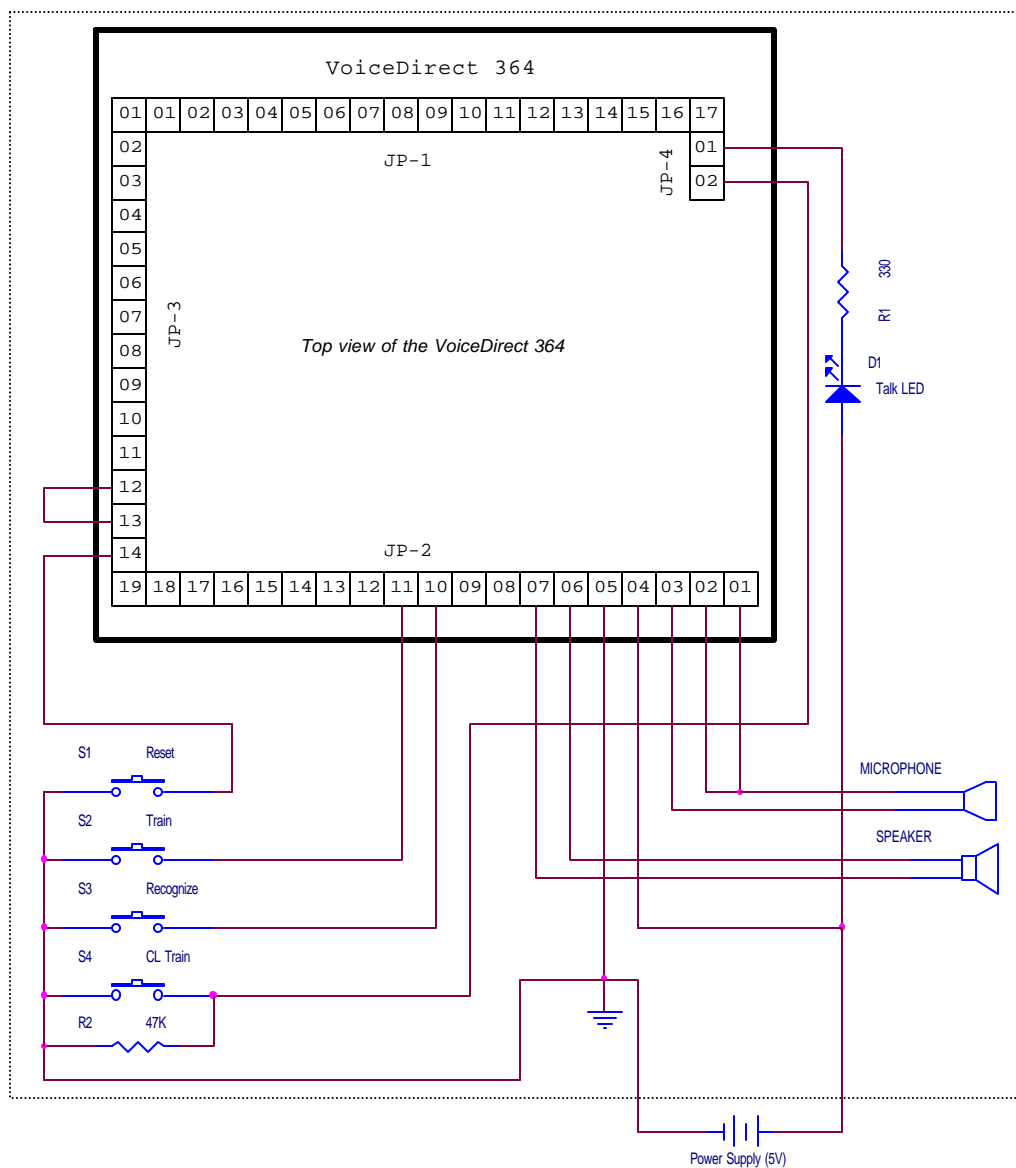 VoiceDirect 364
01 01 02 03 04 05 06 07 08 09 10 11 12 13 14 15 16 17
02
03
04
05
06
07
08
09
10
11
12
13
14
JP-1
JP-4
01
02
JP-3
Top view of the VoiceDirect 364
330
R1
D1
Talk LED
JP-2
19 18 17 16 15 14 13 12 11 10 09 08 07 06 05 04 03 02 01
S1 Reset
S2 Train
S3 Recognize
S4 CL Train
R2 47K
MICROPHONE
SPEAKER
Power Supply (5V)